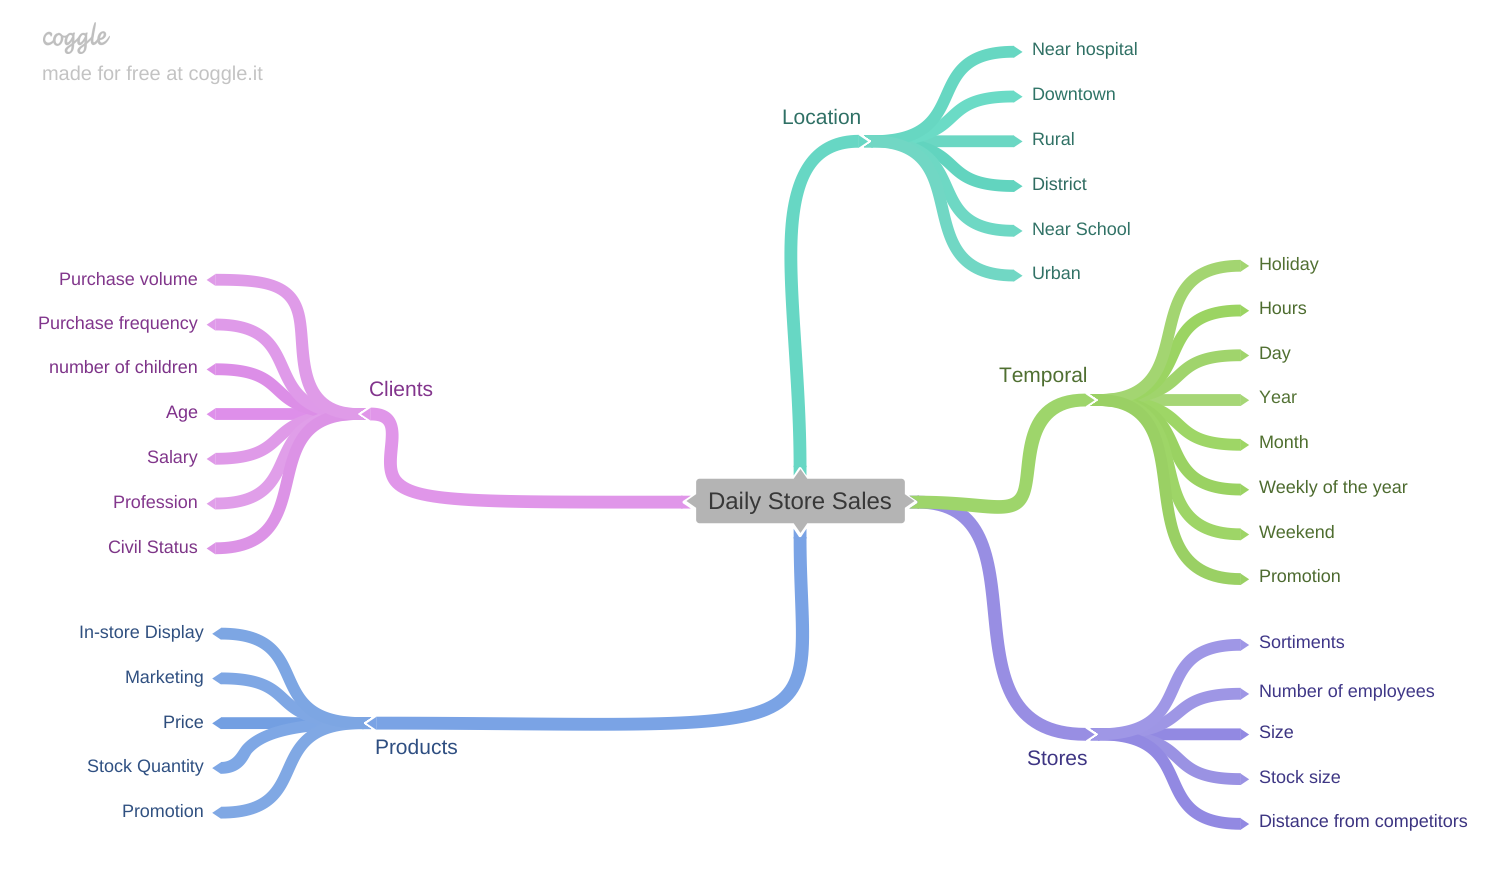 coggle
made for free at coggle.it
Location
Near hospital
Downtown
Rural
District
Near School
Urban
Clients
Purchase volume
Purchase frequency
number of children
Age
Salary
Profession
Civil Status
Temporal
Holiday
Hours
Day
Year
Month
Weekly of the year
Weekend
Promotion
Daily Store Sales
Products
In-store Display
Marketing
Price
Stock Quantity
Promotion
Stores
Sortiments
Number of employees
Size
Stock size
Distance from competitors